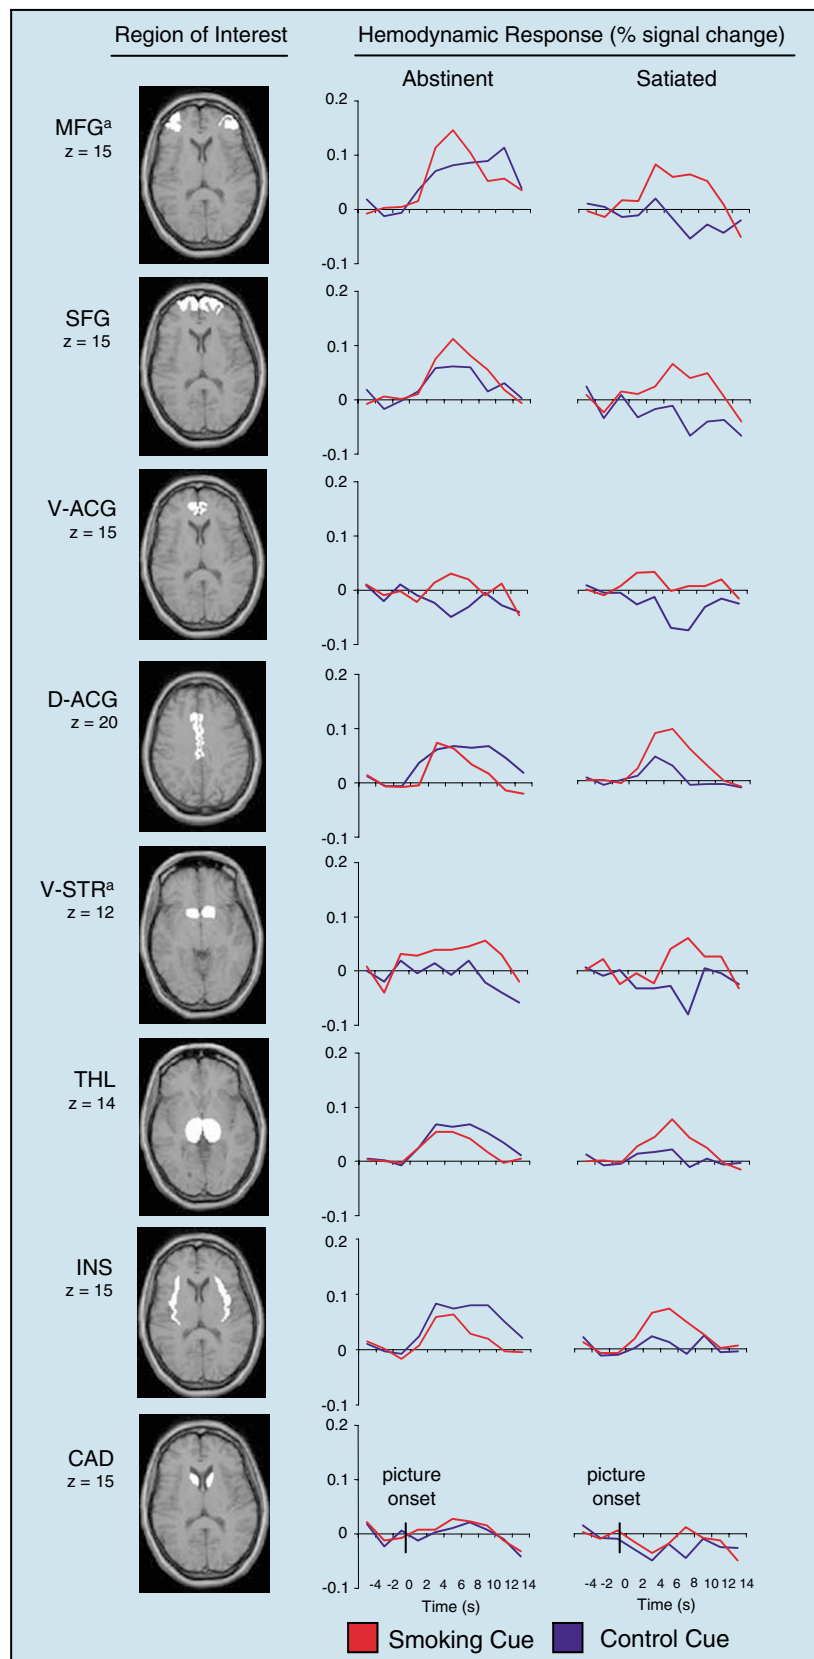 Region of Interest
Hemodynamic Response (% signal change)
Abstinent
Satiated
MFGᵃ
z = 15
0.2
0.1
0
-0.1
SFG
z = 15
0.2
0.1
0
-0.1
V-ACG
z = 15
0.2
0.1
0
-0.1
D-ACG
z = 20
0.2
0.1
0
-0.1
V-STRᵃ
z = 12
0.2
0.1
0
-0.1
THL
z = 14
0.2
0.1
0
-0.1
INS
z = 15
0.2
0.1
0
-0.1
CAD
z = 15
0.2
0.1
0
-0.1
picture
onset
picture
onset
-4 -2 0 2 4 6 8 10 12 14
-4 -2 0 2 4 6 8 10 12 14
Time (s)
Time (s)
Smoking Cue
Control Cue